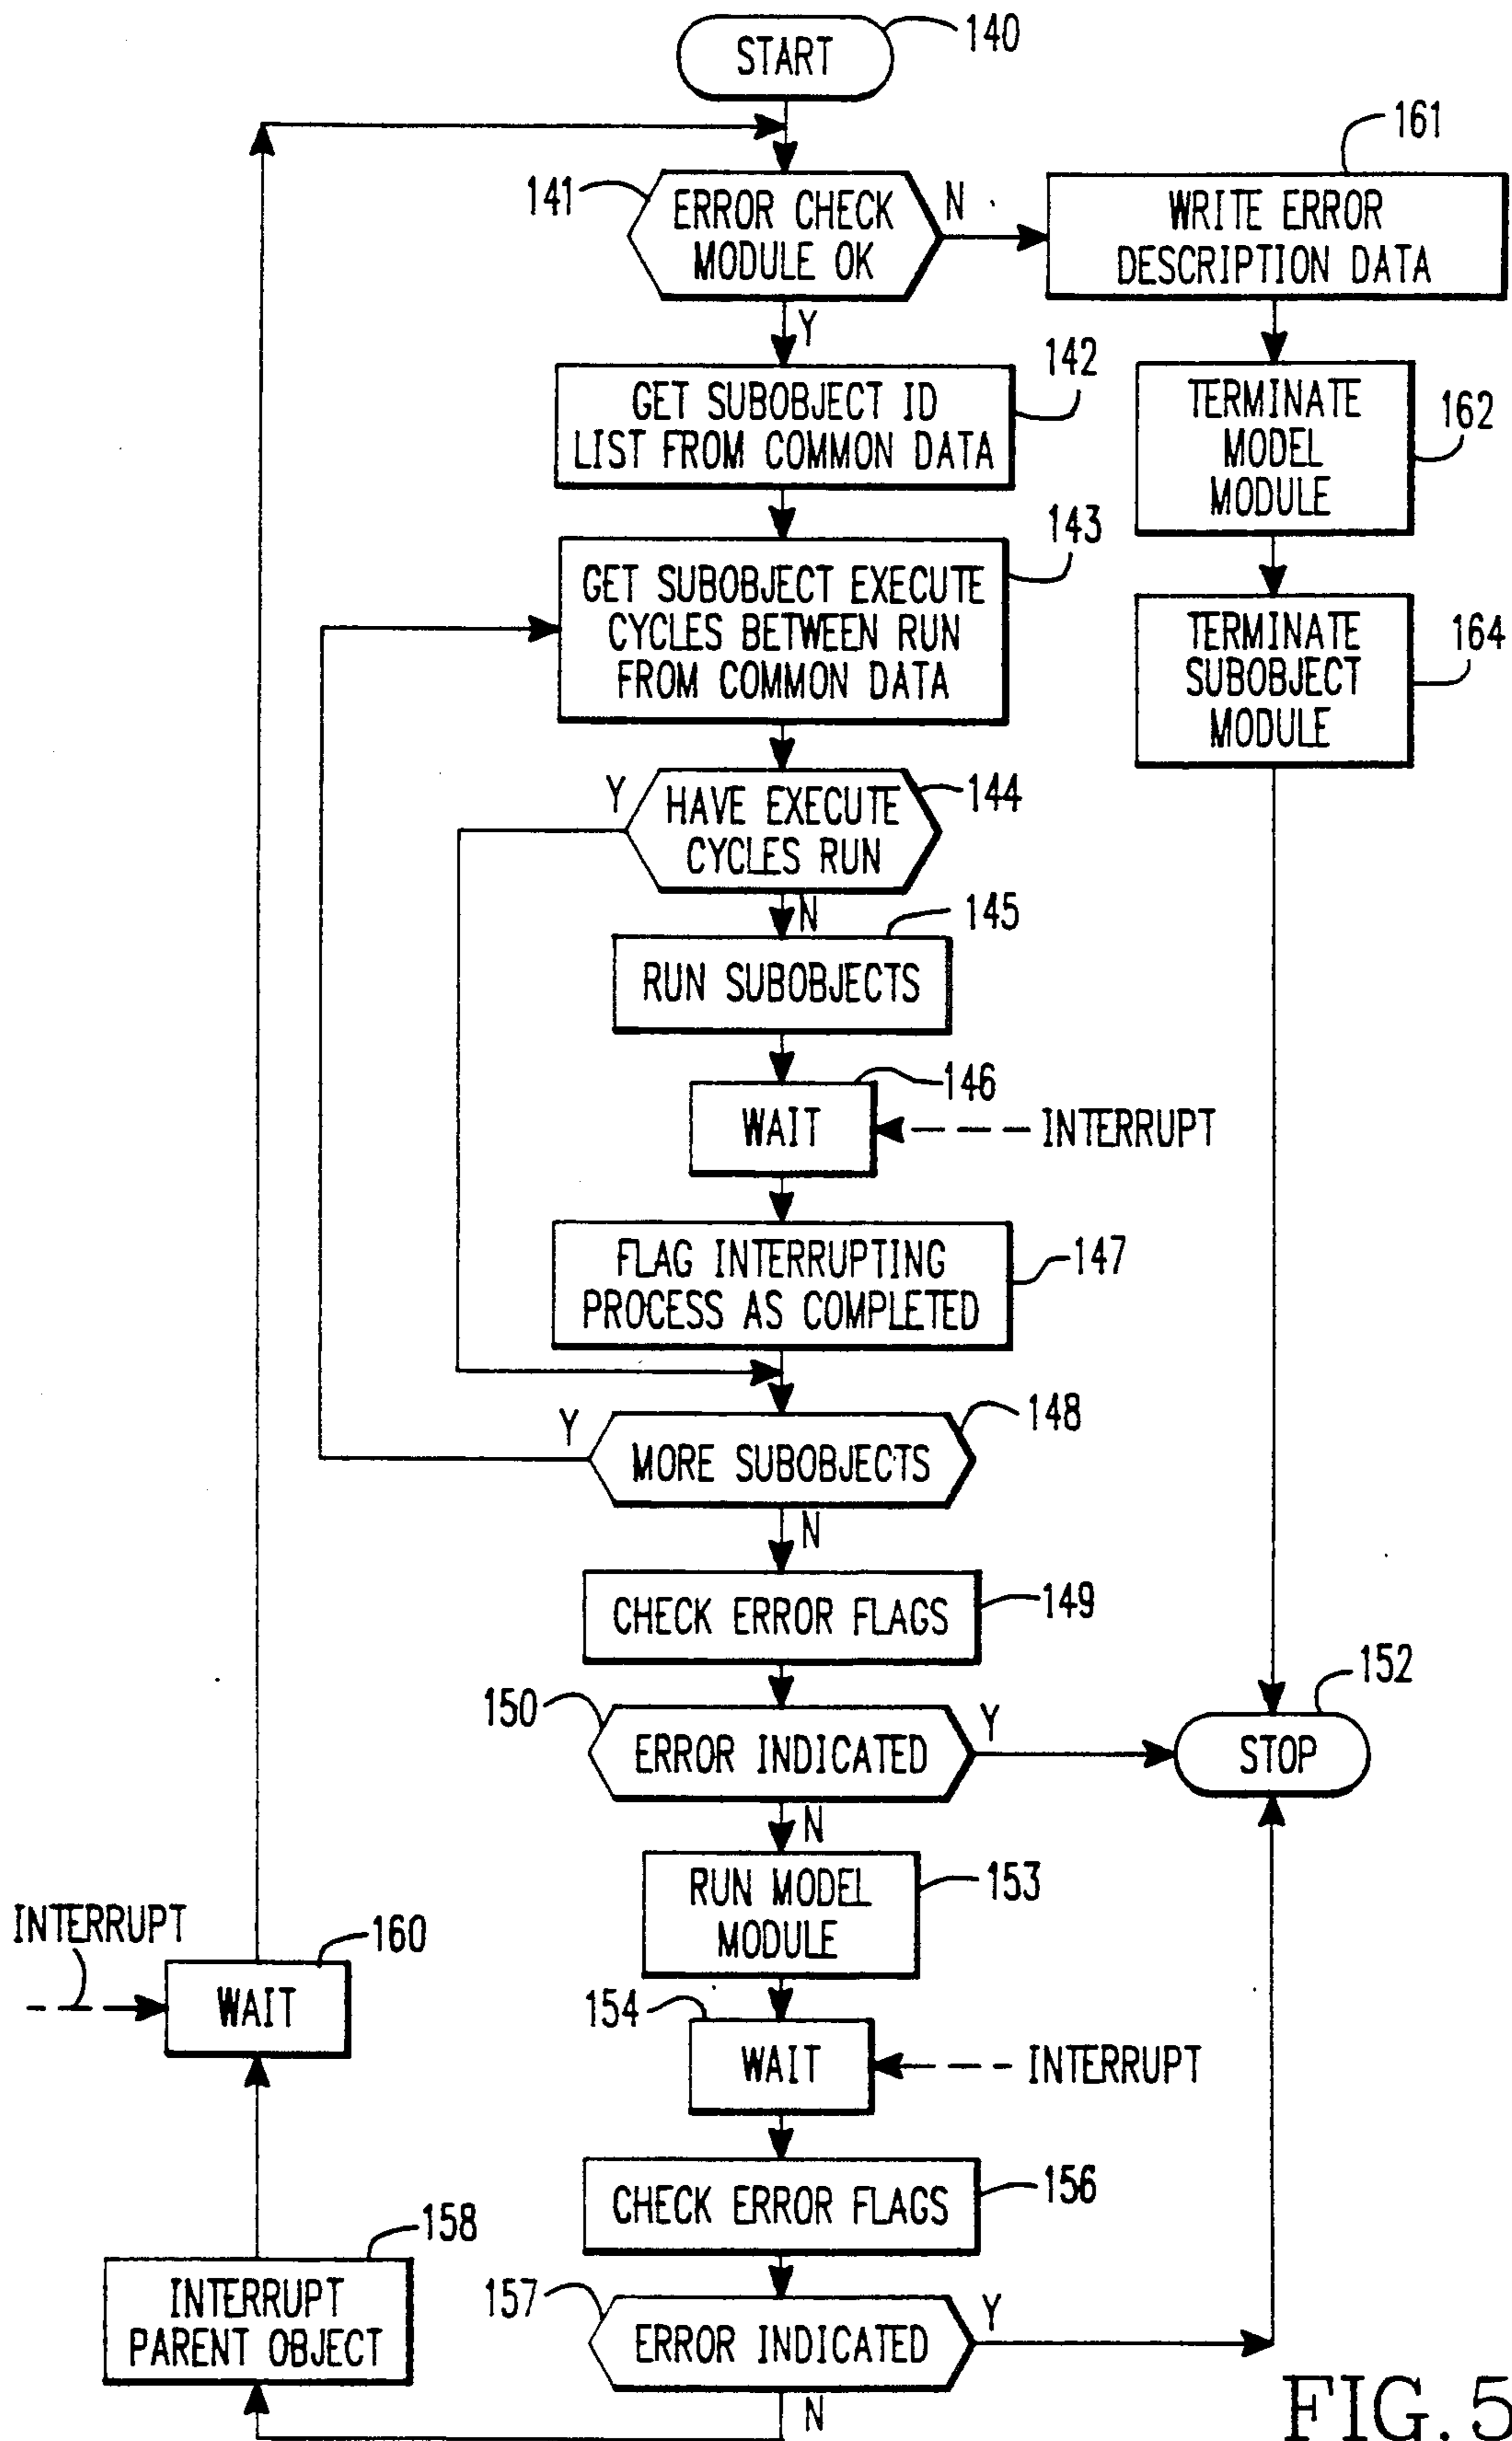 START
140
161
141
ERROR CHECK
MODULE OK
N
WRITE ERROR
DESCRIPTION DATA
Y
142
GET SUBOBJECT ID
LIST FROM COMMON DATA
TERMINATE
MODEL
MODULE
162
143
GET SUBOBJECT EXECUTE
CYCLES BETWEEN RUN
FROM COMMON DATA
TERMINATE
SUBOBJECT
MODULE
164
Y
HAVE EXECUTE
CYCLES RUN
144
N
145
RUN SUBOBJECTS
146
WAIT
INTERRUPT
FLAG INTERRUPTING
PROCESS AS COMPLETED
147
Y
148
MORE SUBOBJECTS
N
CHECK ERROR FLAGS
149
150
ERROR INDICATED
Y
152
STOP
N
RUN MODEL
MODULE
153
INTERRUPT
160
WAIT
154
WAIT
INTERRUPT
CHECK ERROR FLAGS
156
158
INTERRUPT
PARENT OBJECT
157
ERROR INDICATED
Y
N
FIG. 5